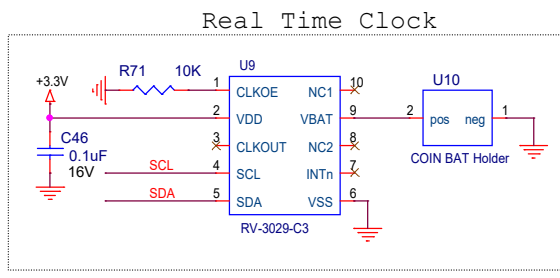 Real Time Clock
U9
R71 10K
+3.3V
1 CLKOE NC1 10
2 VDD VBAT 9
3 CLKOUT NC2 8
4 SCL INTn 7
5 SDA VSS 6
SCL
SDA
RV-3029-C3
C46
0.1uF
16V
U10
2 pos neg 1
COIN BAT Holder